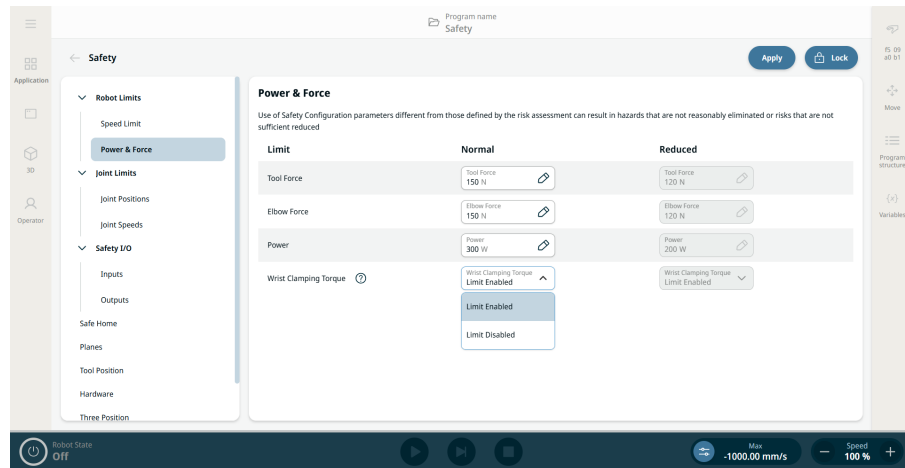 Program name
Safety
Safety
Apply
Lock
f5 09
a0 b1
Application
3D
Operator
Move
Program
structure
{x}
Variables
Robot Limits
Speed Limit
Power & Force
Joint Limits
Joint Positions
Joint Speeds
Safety I/O
Inputs
Outputs
Safe Home
Planes
Tool Position
Hardware
Three Position
Power & Force
Use of Safety Configuration parameters different from those defined by the risk assessment can result in hazards that are not reasonably eliminated or risks that are not
sufficient reduced
Limit Normal Reduced
Tool Force
Tool Force
150 N
Tool Force
120 N
Elbow Force
Elbow Force
150 N
Elbow Force
120 N
Power
Power
300 W
Power
200 W
Wrist Clamping Torque ?
Wrist Clamping Torque
Limit Enabled
Wrist Clamping Torque
Limit Enabled
Limit Enabled
Limit Disabled
Robot State
Off
Max
-1000.00 mm/s
Speed
100 %